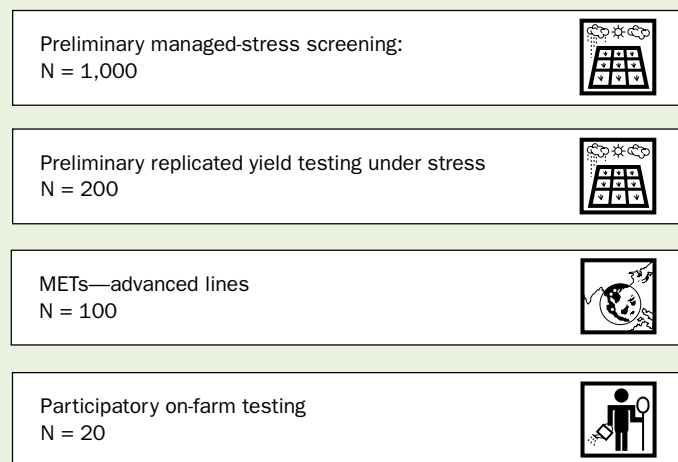 Preliminary managed-stress screening:
N = 1,000
Preliminary replicated yield testing under stress
N = 200
METs—advanced lines
N = 100
Participatory on-farm testing
N = 20